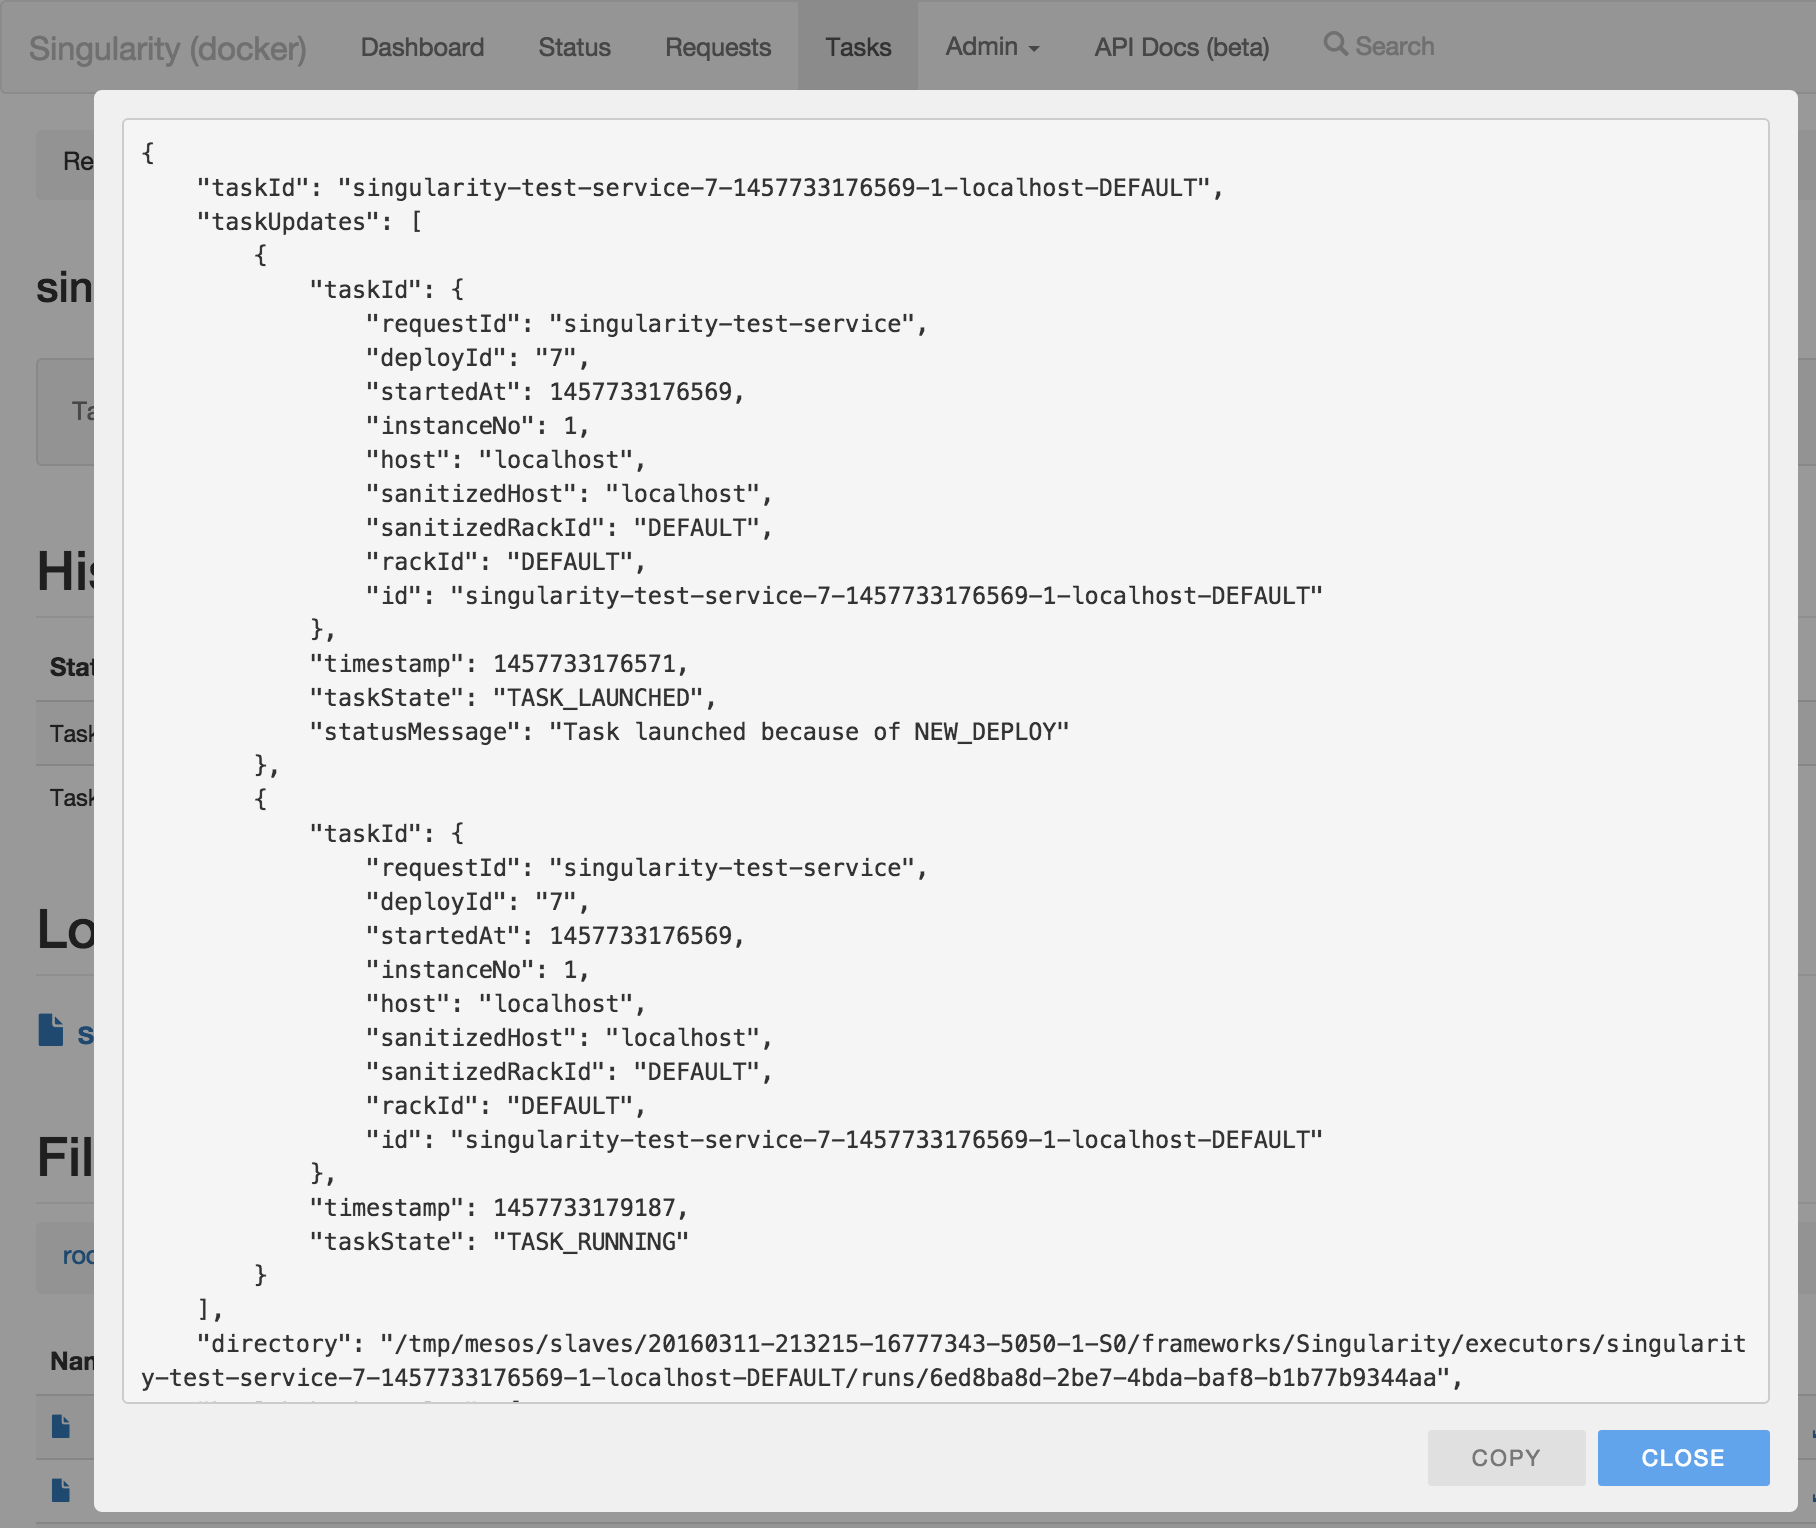 Singularity (docker) Dashboard Status Requests Tasks Admin API Docs (beta) Search
Re
sin
Ta
His
Stat
Task
Task
Lo
s
Fil
roo
Nam
{
"taskId": "singularity-test-service-7-1457733176569-1-localhost-DEFAULT",
"taskUpdates": [
{
"taskId": {
"requestId": "singularity-test-service",
"deployId": "7",
"startedAt": 1457733176569,
"instanceNo": 1,
"host": "localhost",
"sanitizedHost": "localhost",
"sanitizedRackId": "DEFAULT",
"rackId": "DEFAULT",
"id": "singularity-test-service-7-1457733176569-1-localhost-DEFAULT"
},
"timestamp": 1457733176571,
"taskState": "TASK_LAUNCHED",
"statusMessage": "Task launched because of NEW_DEPLOY"
},
{
"taskId": {
"requestId": "singularity-test-service",
"deployId": "7",
"startedAt": 1457733176569,
"instanceNo": 1,
"host": "localhost",
"sanitizedHost": "localhost",
"sanitizedRackId": "DEFAULT",
"rackId": "DEFAULT",
"id": "singularity-test-service-7-1457733176569-1-localhost-DEFAULT"
},
"timestamp": 1457733179187,
"taskState": "TASK_RUNNING"
}
],
"directory": "/tmp/mesos/slaves/20160311-213215-16777343-5050-1-S0/frameworks/Singularity/executors/singularit
y-test-service-7-1457733176569-1-localhost-DEFAULT/runs/6ed8ba8d-2be7-4bda-baf8-b1b77b9344aa",
COPY CLOSE